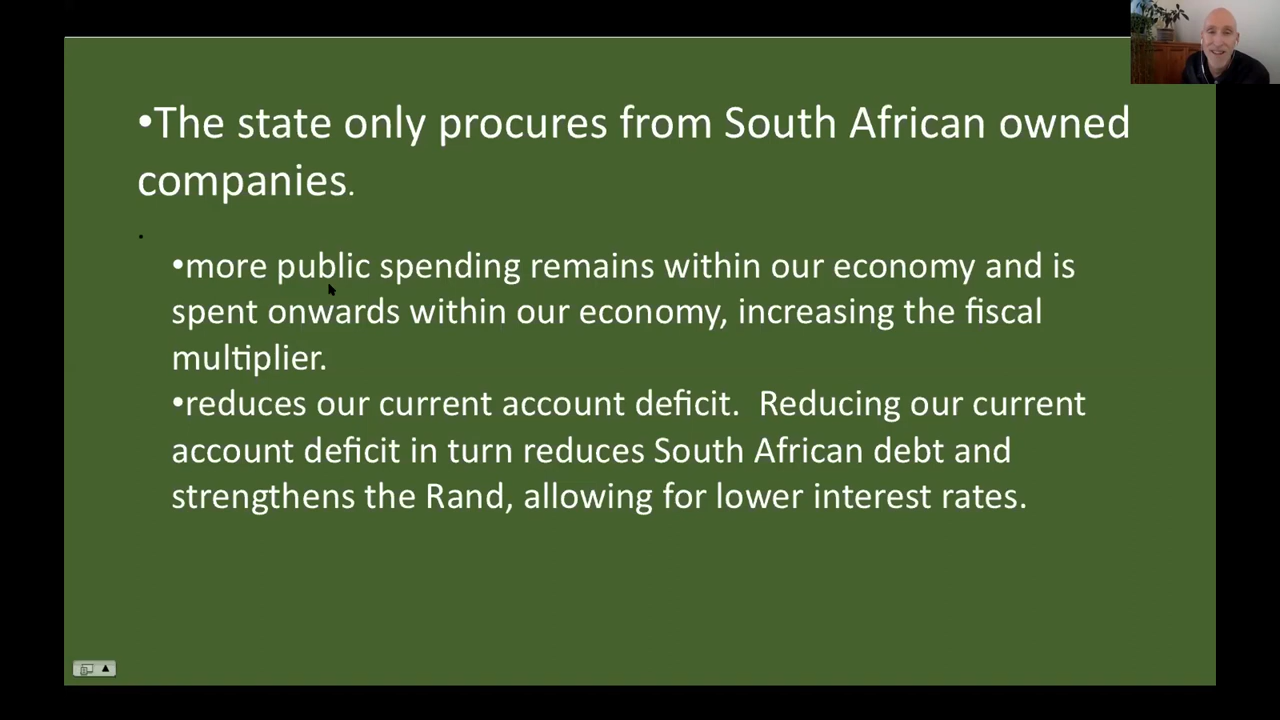 •The state only procures from South African owned
companies.
•
•more public spending remains within our economy and is
spent onwards within our economy, increasing the fiscal
multiplier.
•reduces our current account deficit.  Reducing our current
account deficit in turn reduces South African debt and
strengthens the Rand, allowing for lower interest rates.